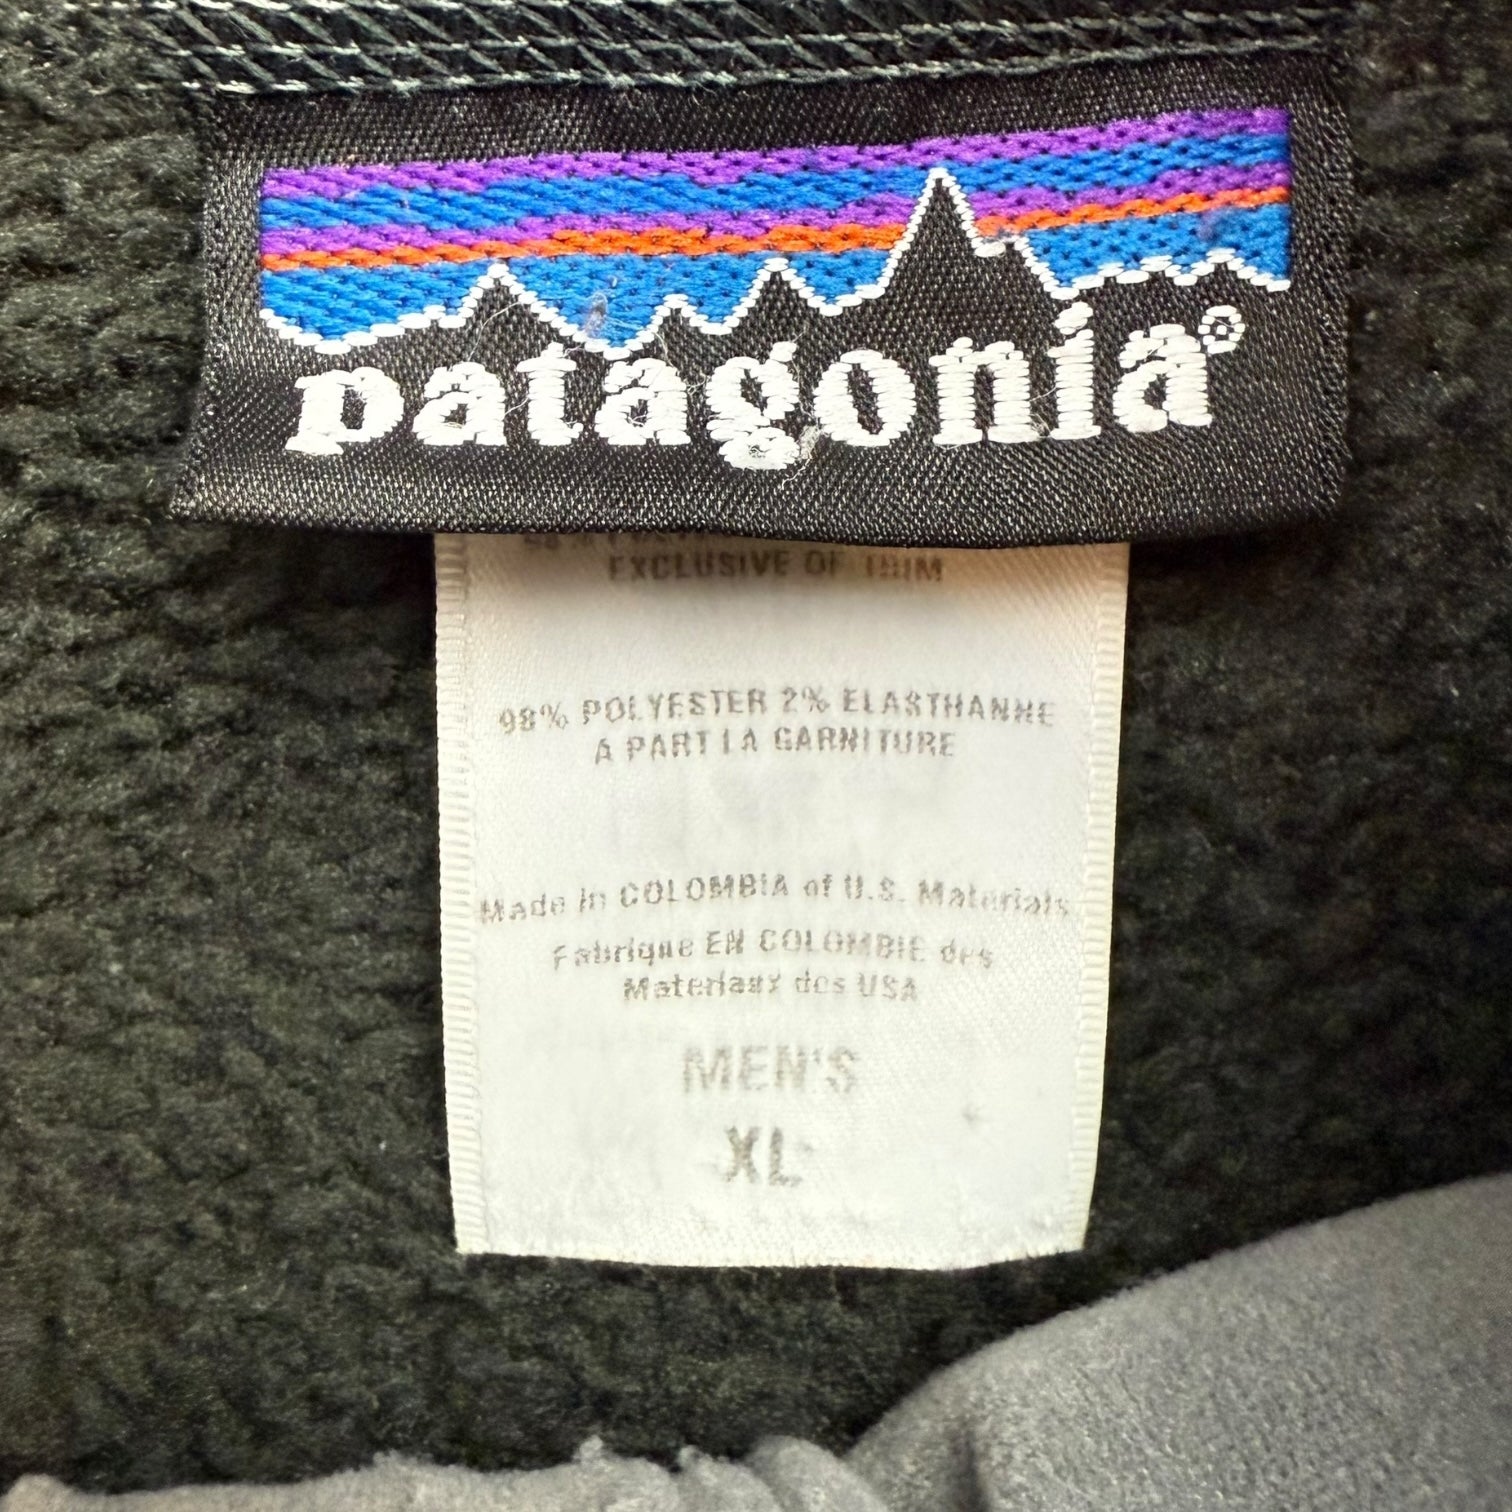 patagonia®
EXCLUSIVE OF TRIM
98% POLYESTER 2% ELASTHANNE
A PART LA GARNITURE
Made in COLOMBIA of U.S. Materials
Fabrique EN COLOMBIE des
Materiaux des USA
MEN'S
XL